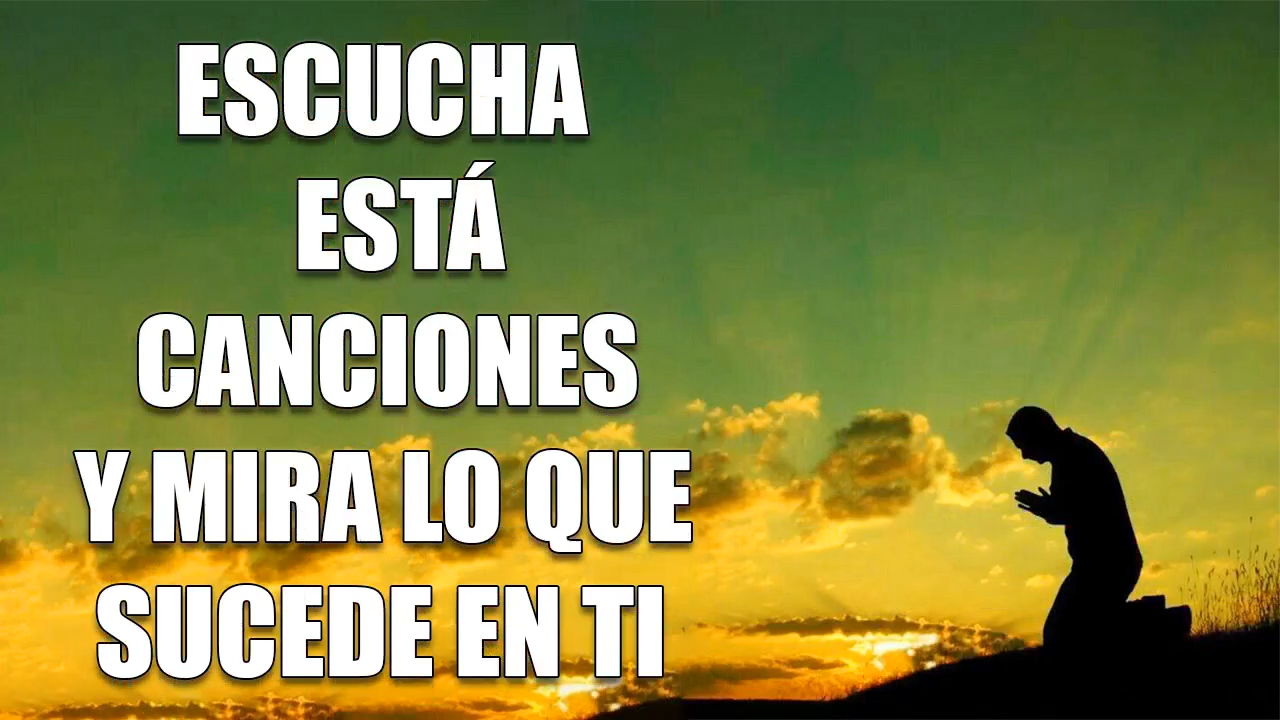 ESCUCHA
ESTÁ
CANCIONES
Y MIRA LO QUE
SUCEDE EN TI